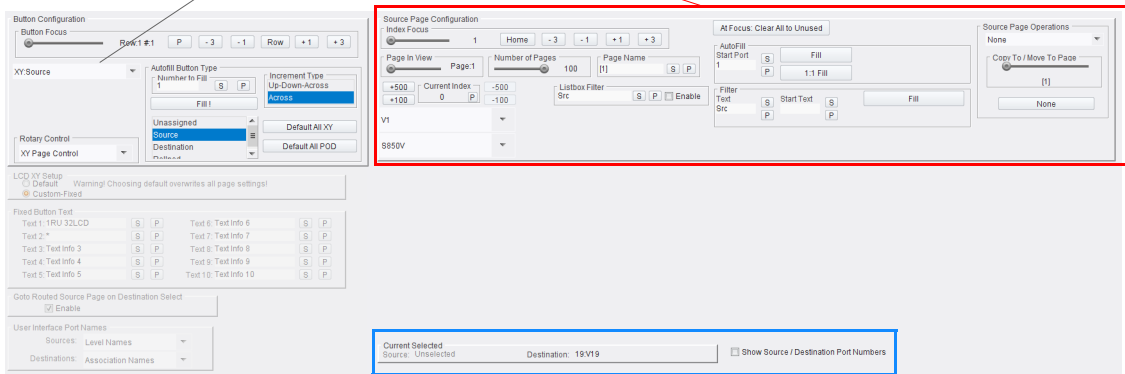 Button Configuration
Button Focus
Row:1 #:1 P - 3 - 1 Row + 1 + 3
XY:Source
Autofill Button Type
Number to Fill
1 S P
Fill !
Increment Type
Up-Down-Across
Across
Unassigned
Source
Destination
Default All XY
Default All POD
Rotary Control
XY Page Control
LCD XY Setup
Default Warning! Choosing default overwrites all page settings!
Custom-Fixed
Fixed Button Text
Text 1: 1RU 32LCD S P Text 6: Text Info 6 S P
Text 2: * S P Text 7: Text Info 7 S P
Text 3: Text Info 3 S P Text 8: Text Info 8 S P
Text 4: Text Info 4 S P Text 9: Text Info 9 S P
Text 5: Text Info 5 S P Text 10: Text Info 10 S P
Goto Routed Source Page on Destination Select
Enable
User Interface Port Names
Sources: Level Names
Destinations: Association Names
Source Page Configuration
Index Focus
1 Home - 3 - 1 + 1 + 3
Page In View
Page:1
Number of Pages
100
Page Name
[1] S P
+500 Current Index -500
+100 0 P -100
Listbox Filter
Src S P Enable
V1
S850V
At Focus: Clear All to Unused
AutoFill
Start Port
1 S P
Fill
1:1 Fill
Filter
Text
Src S P
Start Text S P
Fill
Source Page Operations
None
Copy To / Move To Page
[1]
None
Current Selected
Source: Unselected Destination: 19:V19
Show Source / Destination Port Numbers